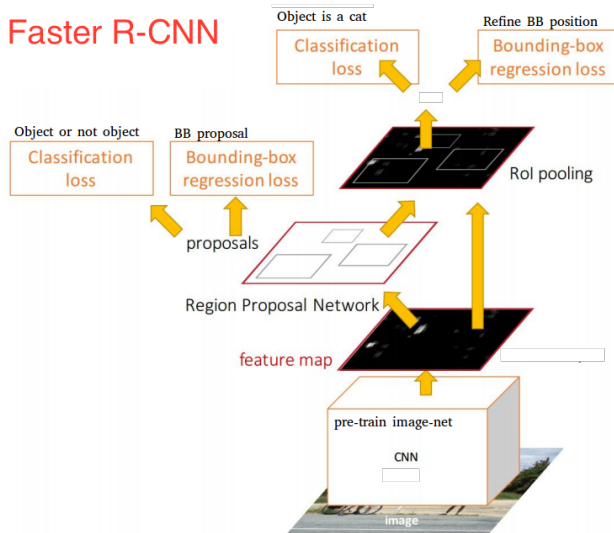 Faster R-CNN
Object is a cat
Classification
loss
Refine BB position
Bounding-box
regression loss
Object or not object
Classification
loss
BB proposal
Bounding-box
regression loss
RoI pooling
proposals
Region Proposal Network
feature map
pre-train image-net
CNN
image